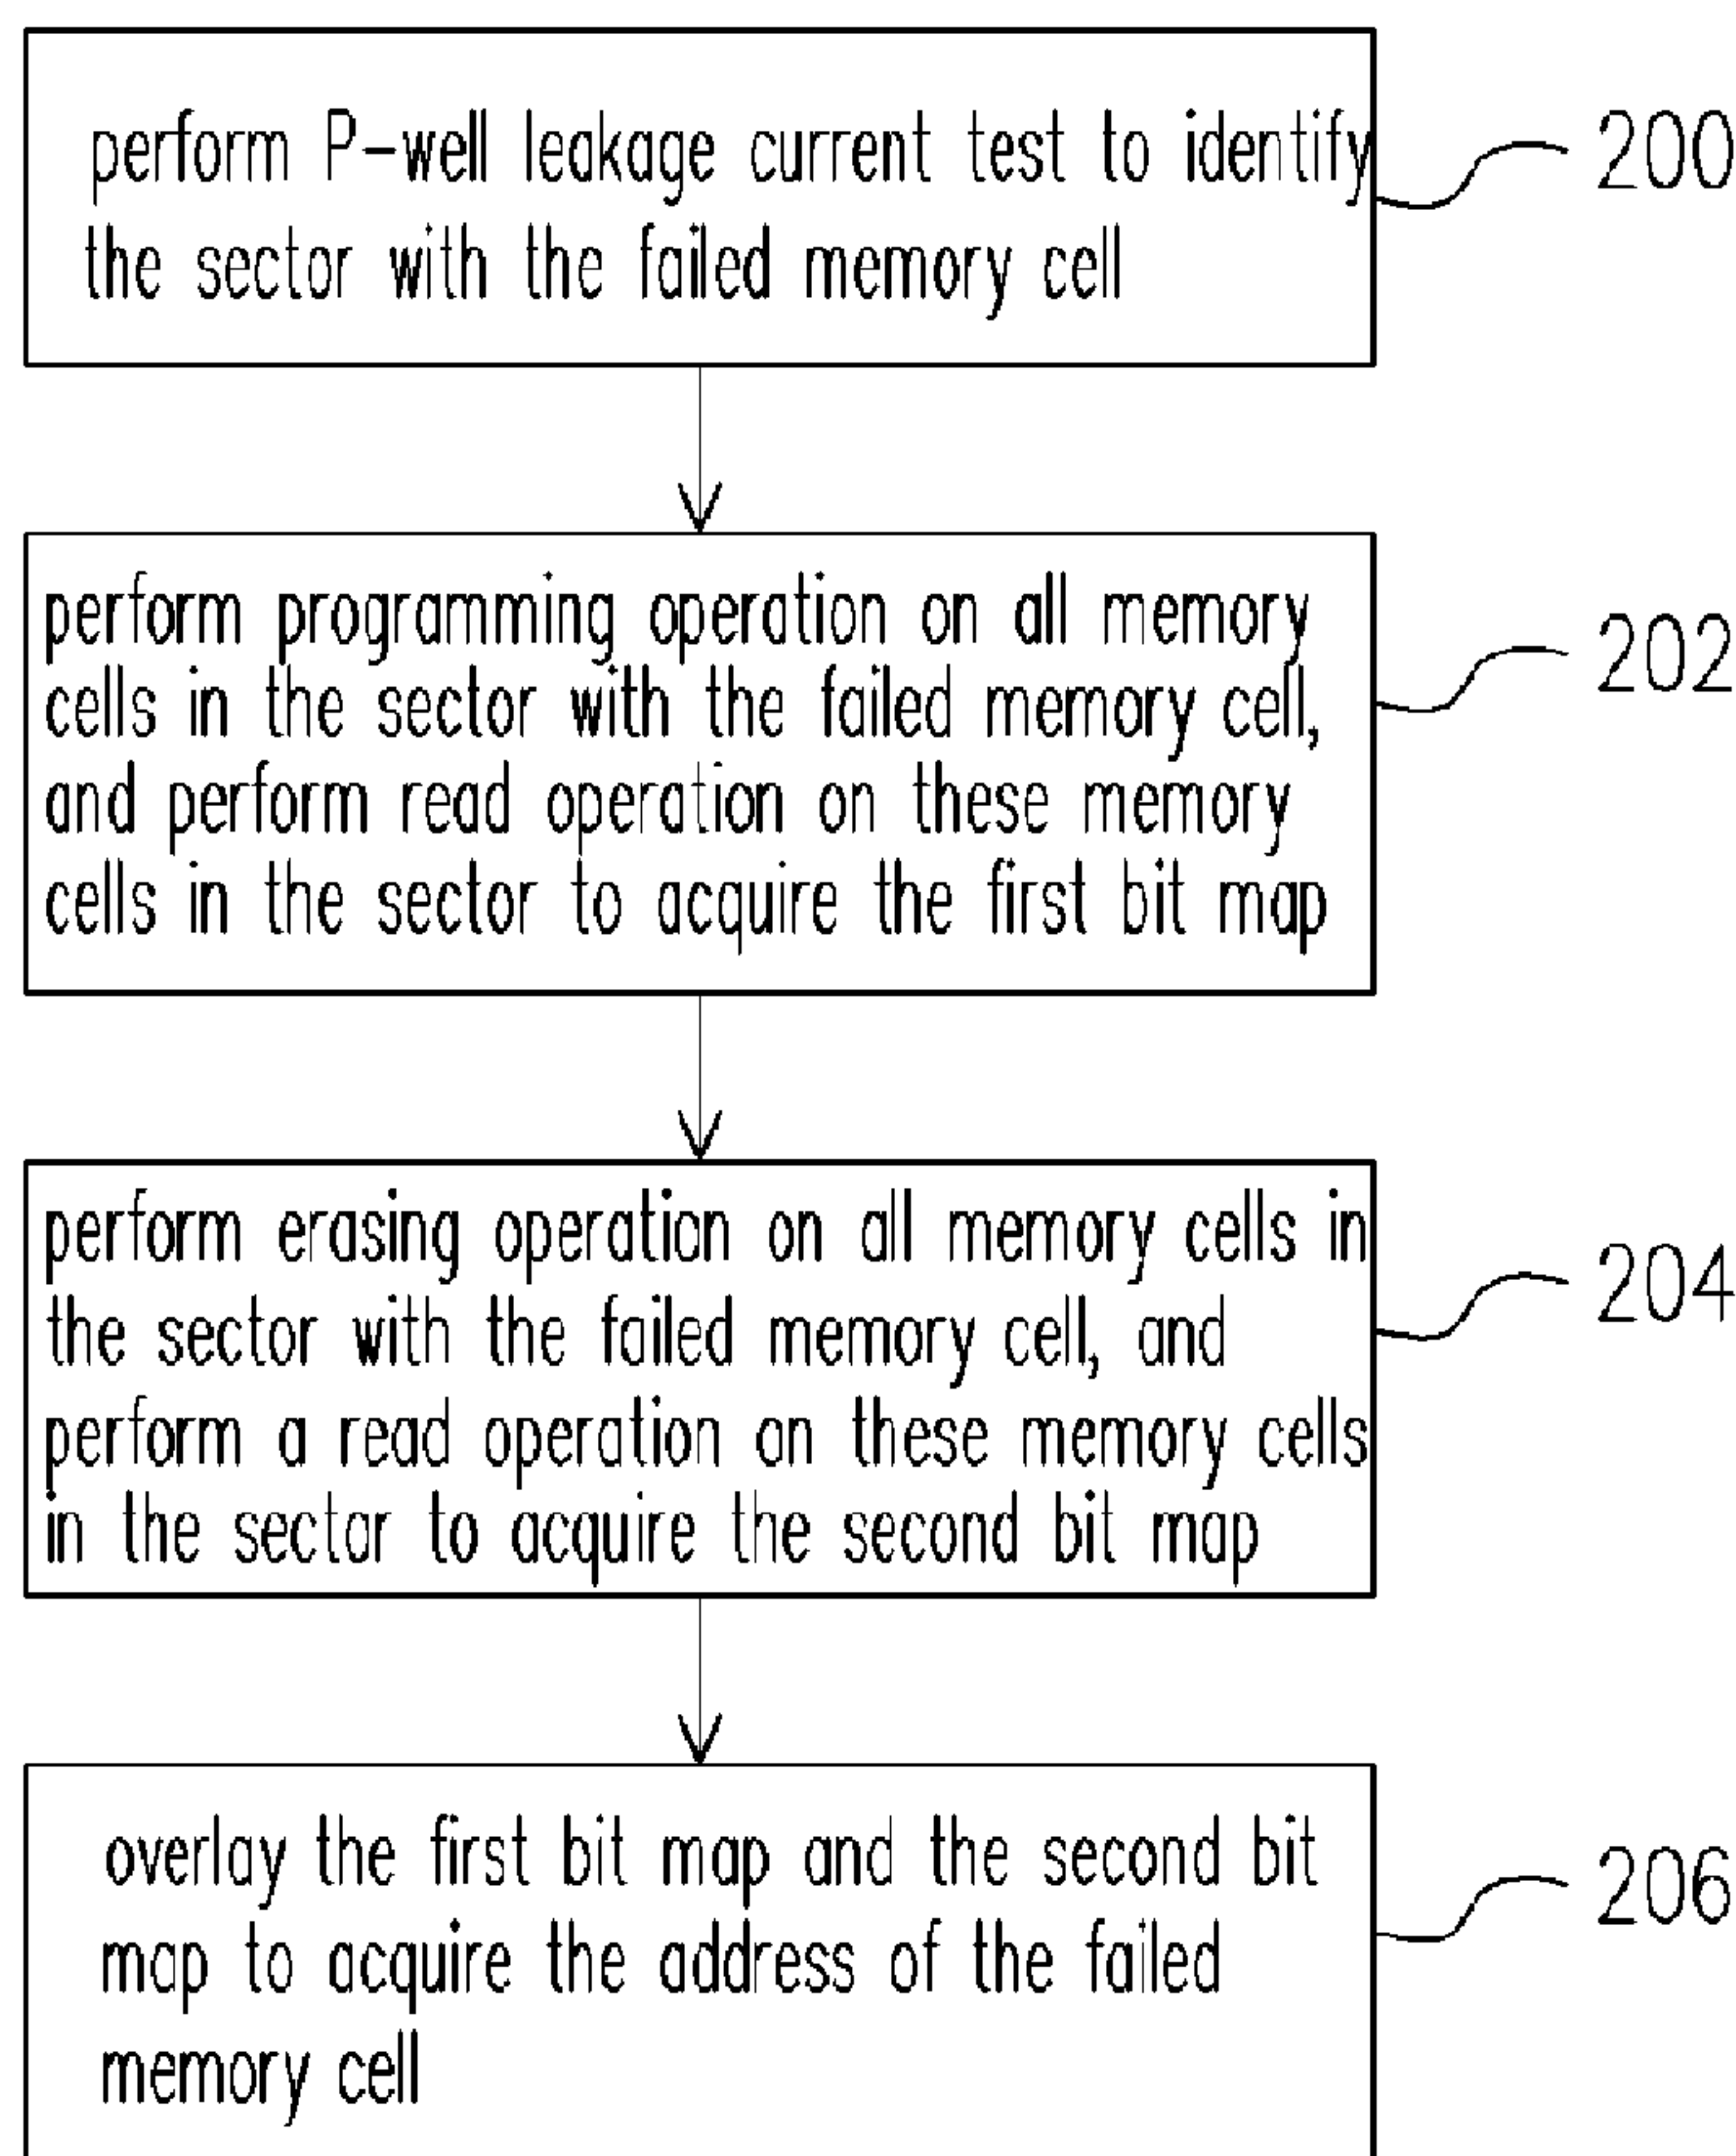 perform P-well leakage current test to identify
the sector with the failed memory cell
200
perform programming operation on all memory
cells in the sector with the failed memory cell,
and perform read operation on these memory
cells in the sector to acquire the first bit map
202
perform erasing operation on all memory cells in
the sector with the failed memory cell, and
perform a read operation on these memory cells
in the sector to acquire the second bit map
204
overlay the first bit map and the second bit
map to acquire the address of the failed
memory cell
206